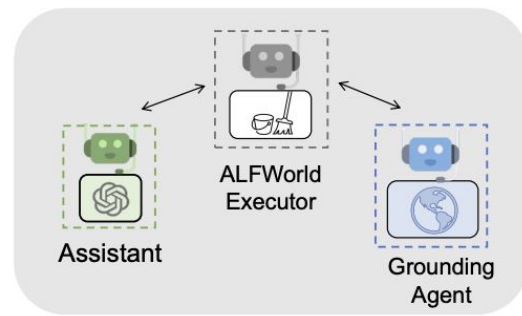 ALFWorld
Executor
Assistant
Grounding
Agent